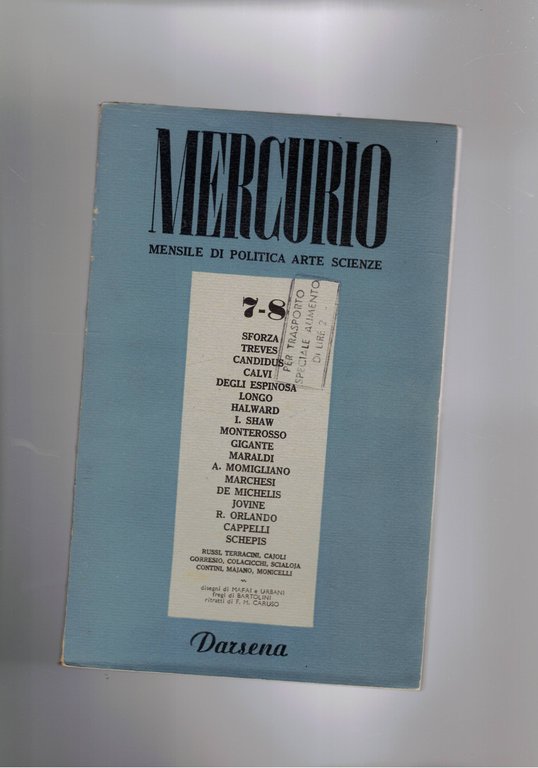 MERCURIO
MENSILE DI POLITICA ARTE SCIENZE
7-8
PER TRASPORTO
SPECIALE AUMENTO
DI LIRE 2
SFORZA
TREVES
CANDIDUS
CALVI
DEGLI ESPINOSA
LONGO
HALWARD
I. SHAW
MONTEROSSO
GIGANTE
MARALDI
A. MOMIGLIANO
MARCHESI
DE MICHELIS
JOVINE
R. ORLANDO
CAPPELLI
SCHEPIS
RUSSI, TERRACINI, CAJOLI
GORRESIO, COLACICCHI, SCIALOJA
CONTINI, MAJANO, MONICELLI
disegni di MAFAI e URBANI
fregi di BARTOLINI
ritratti di F. M. CARUSO
Darsena